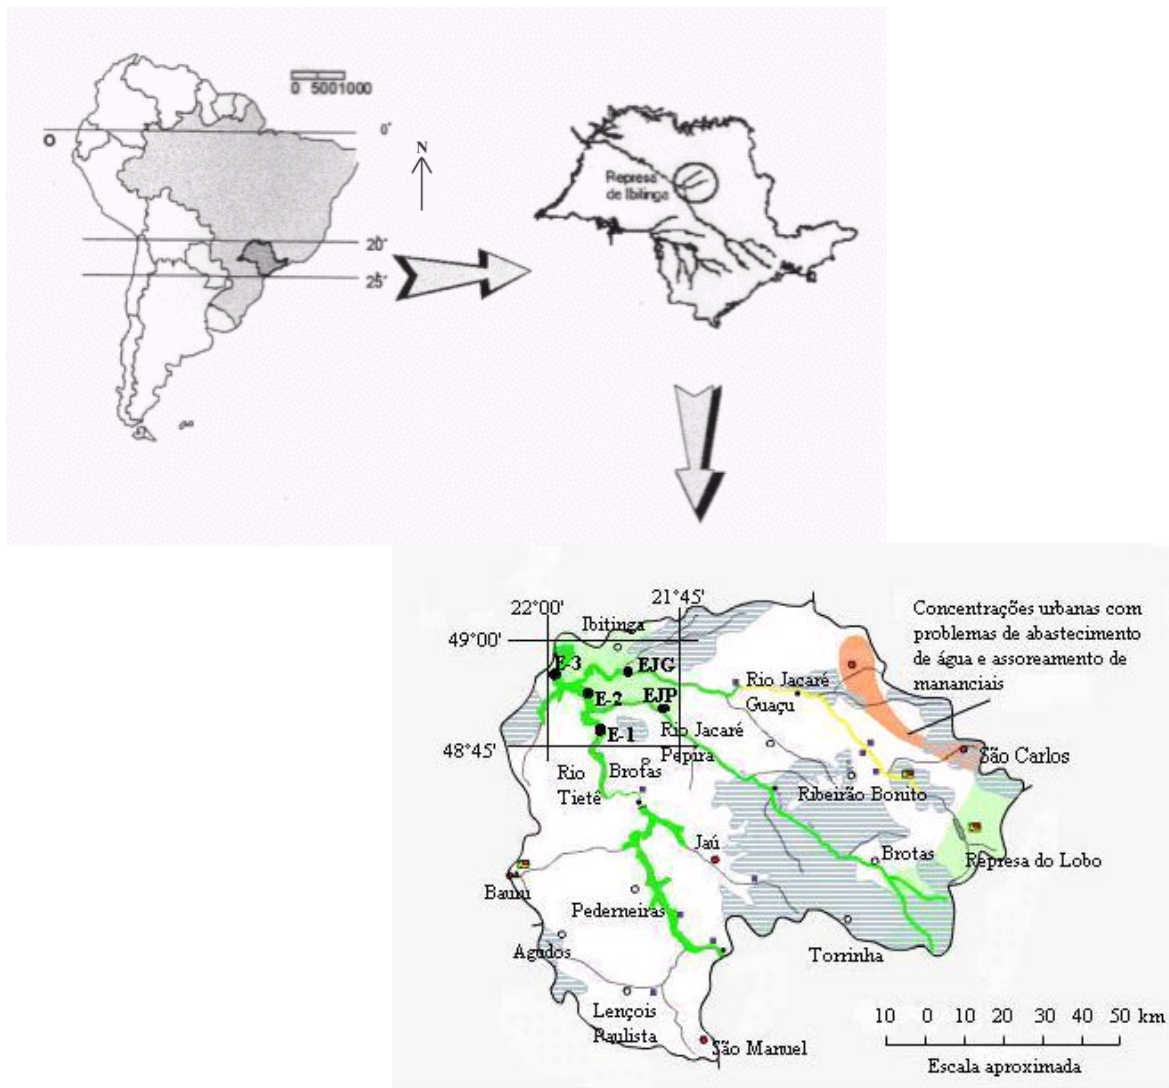 0 5001000
0°
O
N
20°
25°
Represa
de Ibitinga
22°00'
21°45'
Ibitinga
49°00'
E-3
EJG
E-2
EJP
E-1
Rio Jacaré
Guaçu
Rio Jacaré
Pepira
48°45'
Rio
Tietê
Brotas
Concentrações urbanas com
problemas de abastecimento
de água e assoreamento de
mananciais
São Carlos
Ribeirão Bonito
Jaú
Brotas
Represa do Lobo
Bauru
Pederneiras
Agudos
Torrinha
Lençois
Paulista
São Manuel
10 0 10 20 30 40 50 km
Escala aproximada